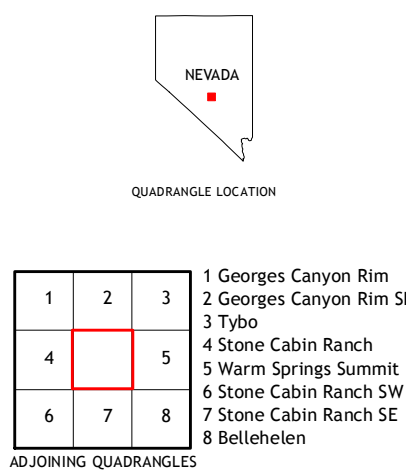 NEVADA
QUADRANGLE LOCATION
1 2 3
4 5
6 7 8
1 Georges Canyon Rim
2 Georges Canyon Rim
3 Tybo
4 Stone Cabin Ranch
5 Warm Springs Summit
6 Stone Cabin Ranch SW
7 Stone Cabin Ranch SE
8 Bellehelen
ADJOINING QUADRANGLES